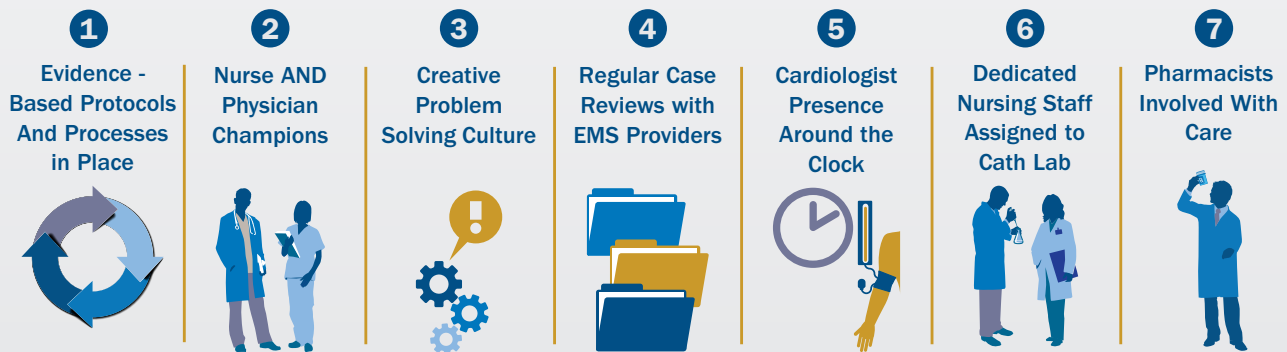 1
Evidence -
Based Protocols
And Processes
in Place
2
Nurse AND
Physician
Champions
3
Creative
Problem
Solving Culture
!
4
Regular Case
Reviews with
EMS Providers
5
Cardiologist
Presence
Around the
Clock
6
Dedicated
Nursing Staff
Assigned to
Cath Lab
7
Pharmacists
Involved With
Care